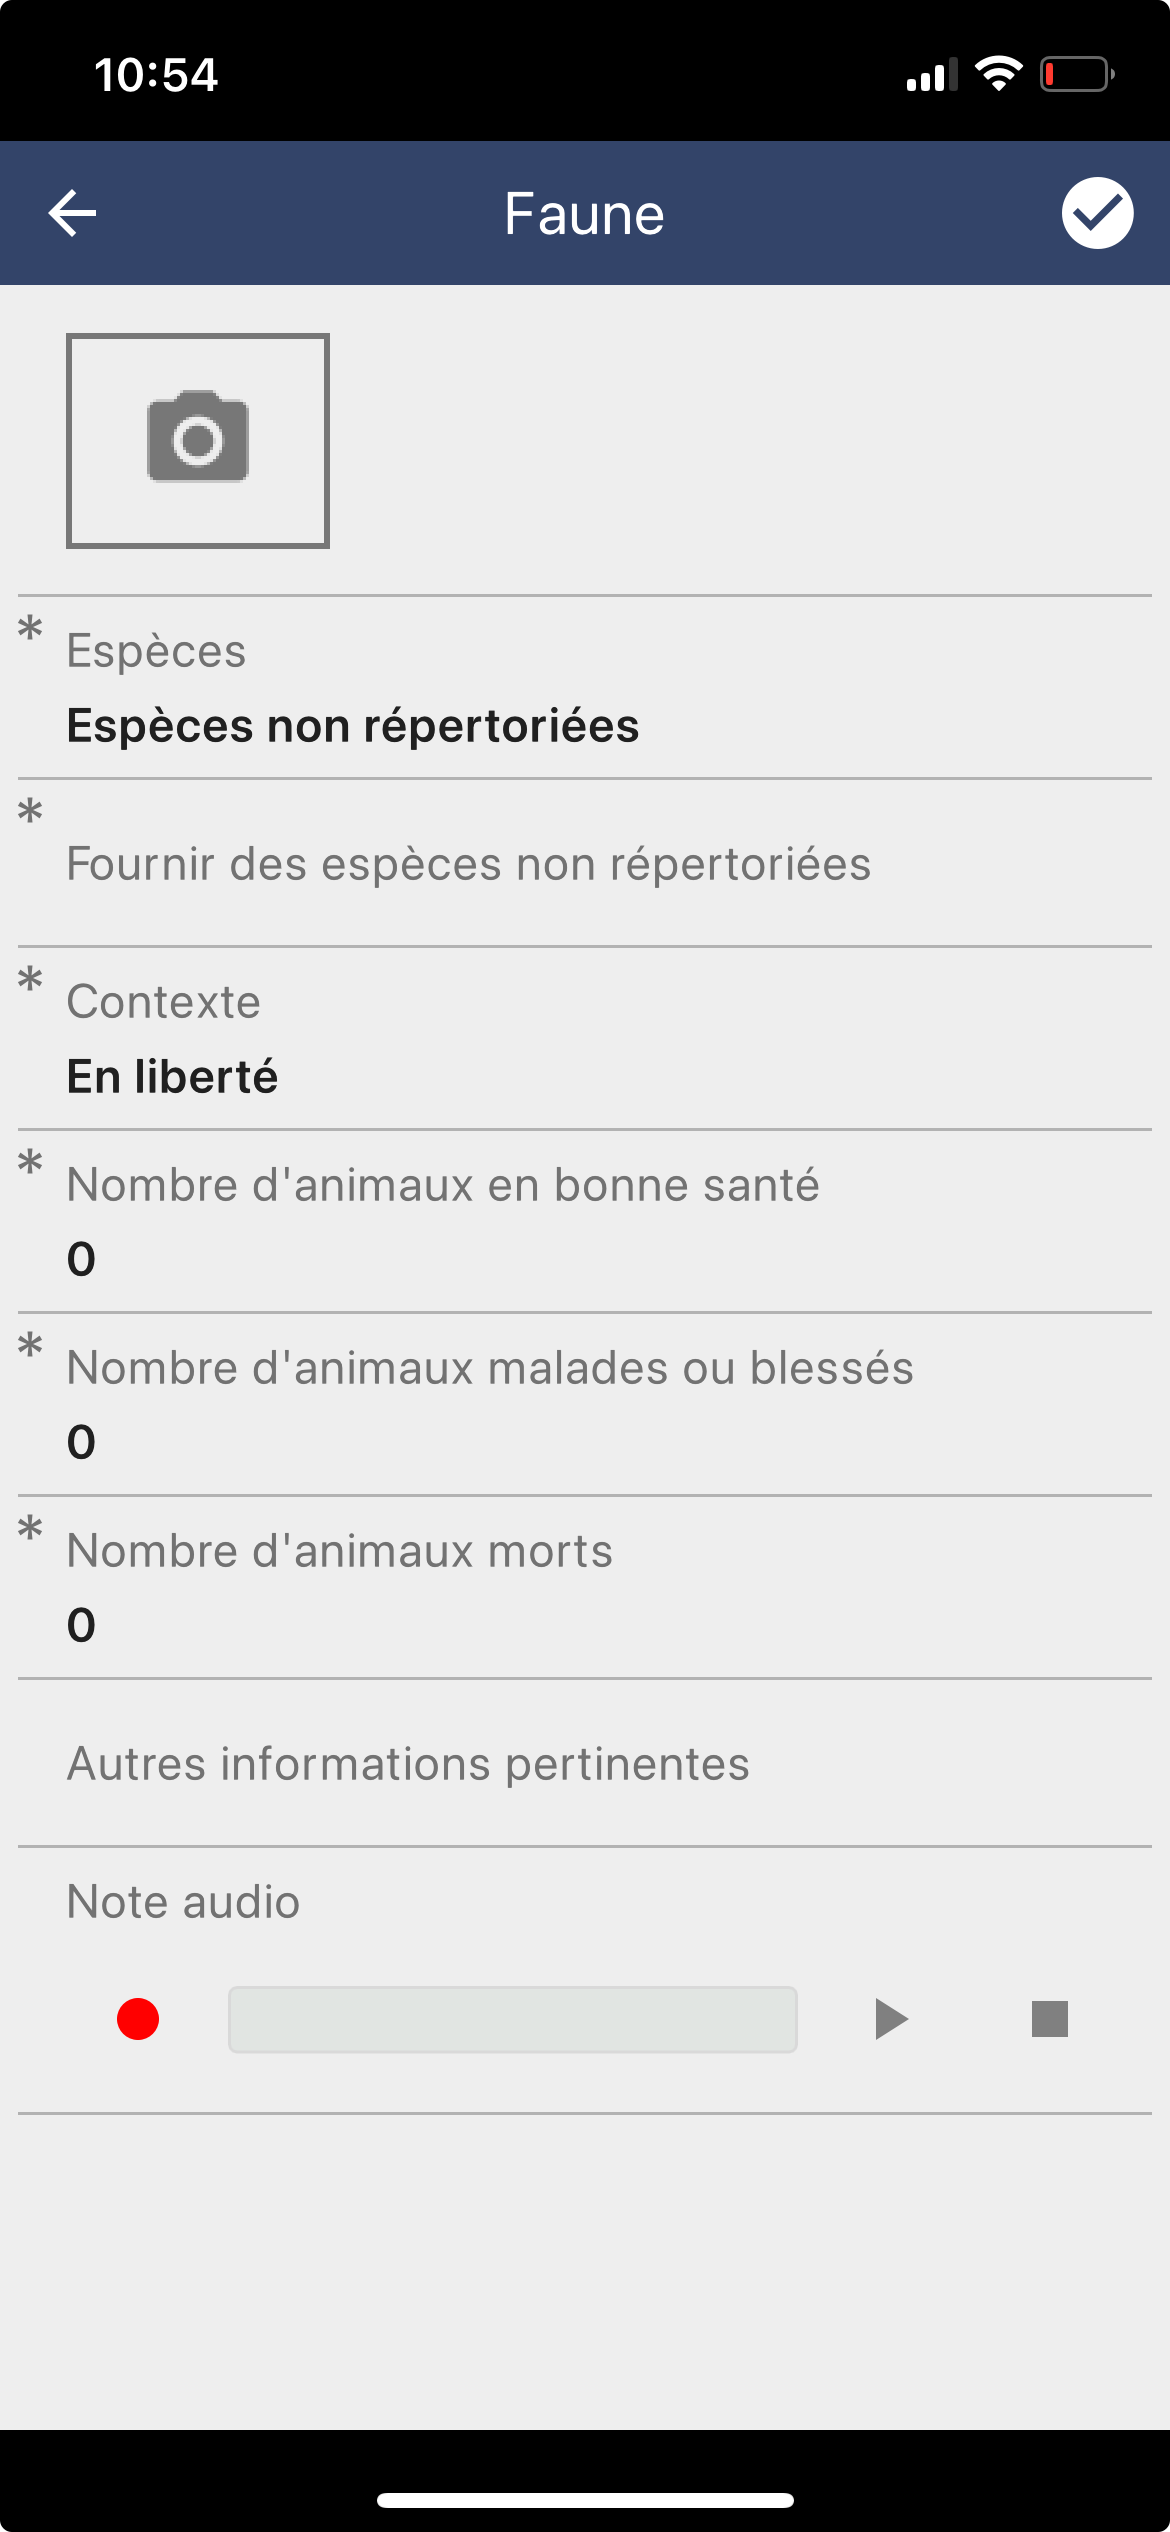 10:54
Faune
* Espèces
Espèces non répertoriées
* Fournir des espèces non répertoriées
* Contexte
En liberté
* Nombre d'animaux en bonne santé
0
* Nombre d'animaux malades ou blessés
0
* Nombre d'animaux morts
0
Autres informations pertinentes
Note audio